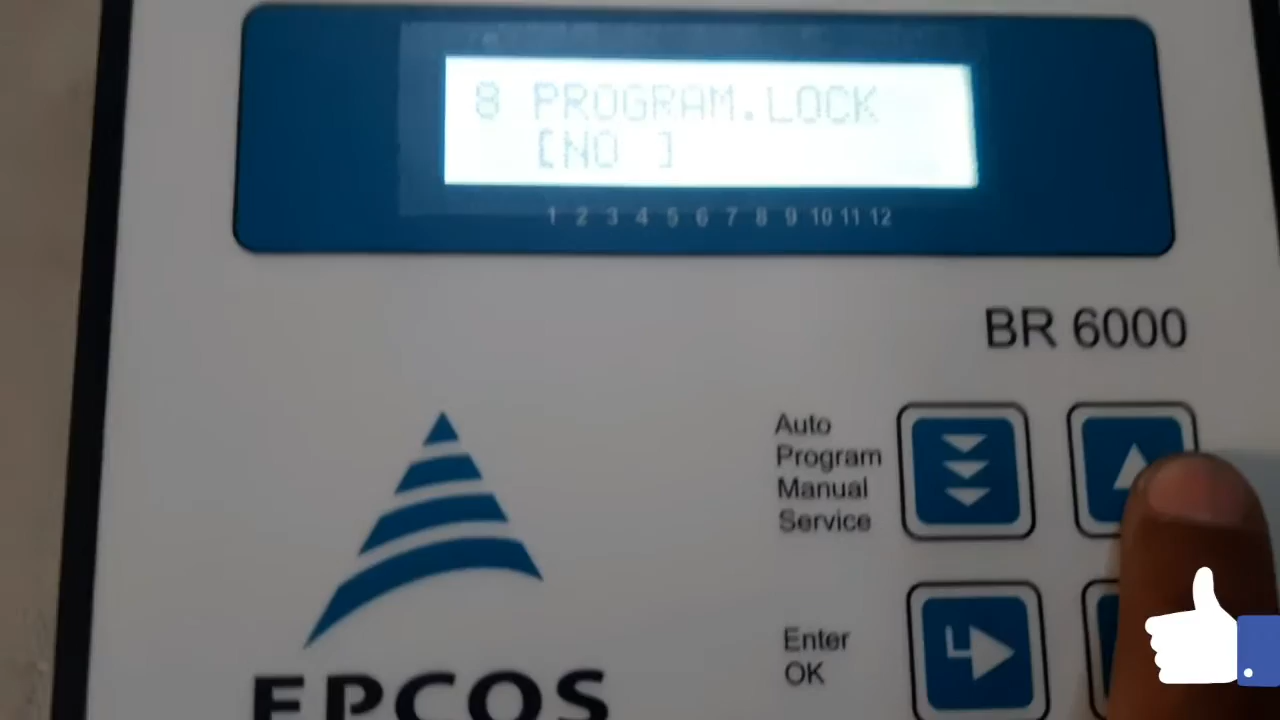 8 PROGRAM.LOCK
[NO ]
1 2 3 4 5 6 7 8 9 10 11 12
BR 6000
Auto
Program
Manual
Service
Enter
OK
EPCOS